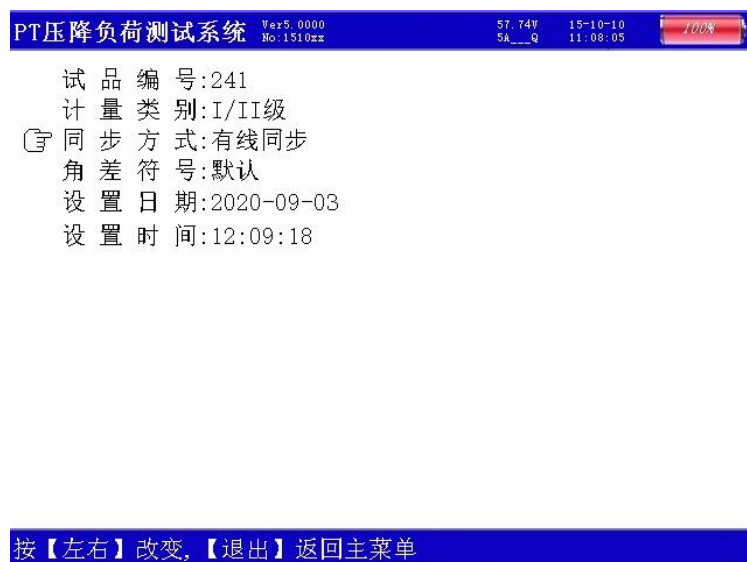 PT压降负荷测试系统 Ver5.0000 57.74V 15-10-10 100%
No:1510xx 5A___Q 11:08:05
试品编号:241
计量类别:I/II级
同步方式:有线同步
角差符号:默认
设置日期:2020-09-03
设置时间:12:09:18
按【左右】改变,【退出】返回主菜单